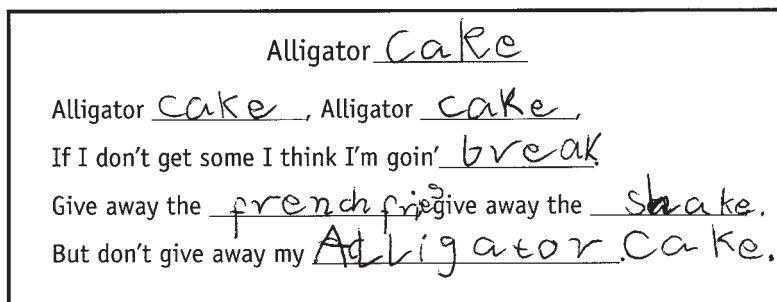 Alligator cake
Alligator cake, Alligator cake,
If I don't get some I think I'm goin' break.
Give away the french fries give away the shake.
But don't give away my Alligator. Cake.